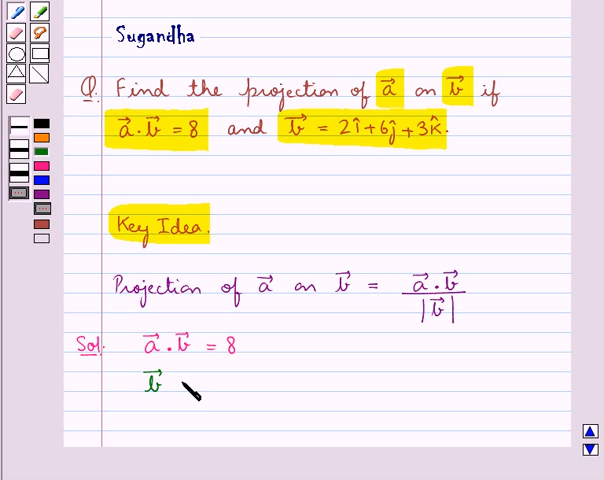 Sugandha
Q. Find the projection of a⃗ on b⃗ if
a⃗ . b⃗ = 8 and b⃗ = 2î + 6ĵ + 3k̂.
Key Idea.
Projection of a⃗ on b⃗ = a⃗ . b⃗ / |b⃗|
Sol. a⃗ . b⃗ = 8
b⃗